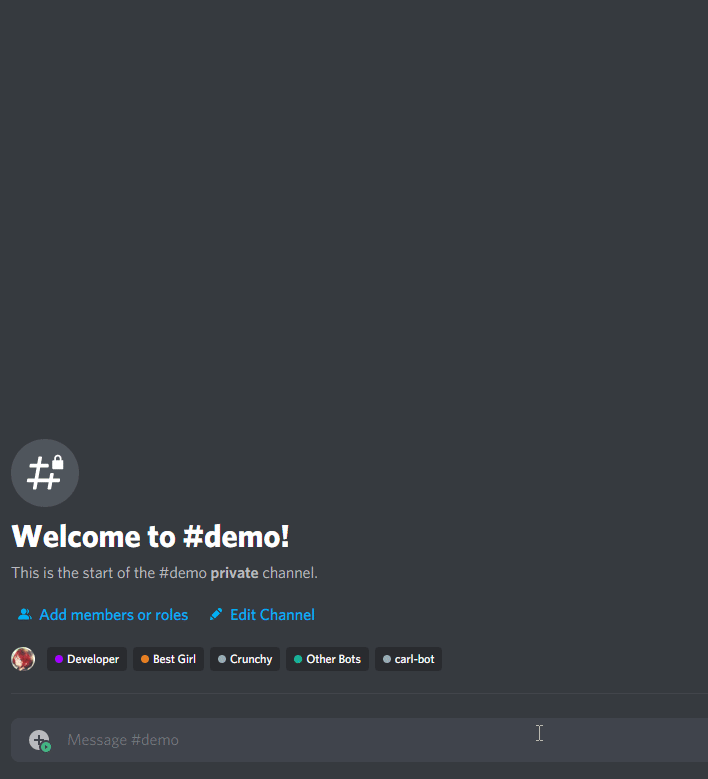 Welcome to #demo!
This is the start of the #demo private channel.
Add members or roles Edit Channel
Developer Best Girl Crunchy Other Bots carl-bot
Message #demo